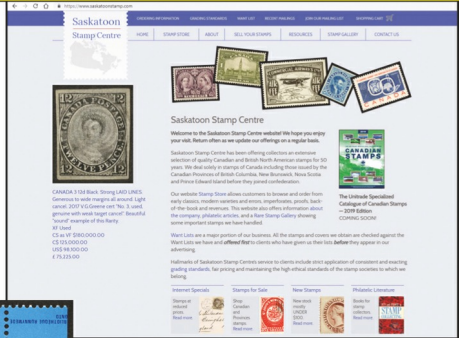 https://www.saskatoonstamp.com
Saskatoon
Stamp Centre
ORDERING INFORMATION GRADING STANDARDS WANT LIST RECENT MAILINGS JOIN OUR MAILING LIST SHOPPING CART
HOME STAMP STORE ABOUT SELL YOUR STAMPS RESOURCES STAMP GALLERY CONTACT US
CANADA 3 12d Black Strong LAID LINES
Generous to wide margins all around. Light
cancel. 2017 V.G.Greene cert "No. 3, used,
genuine with weak target cancel". Beautiful
"sound" example of this Rarity.
XF Used
CS as VF $180,000.00
C$ 125,000.00
US$ 98,100.00
£ 75,225.00
Saskatoon Stamp Centre
Welcome to the Saskatoon Stamp Centre website! We hope you enjoy
your visit. Return often as we update our offerings on a regular basis.
Saskatoon Stamp Centre has been offering collectors an extensive
selection of quality Canadian and British North American stamps for 50
years. We deal solely in stamps of Canada including those issued by the
Canadian Provinces of British Columbia, New Brunswick, Nova Scotia
and Prince Edward Island before they joined confederation.
Our website Stamp Store allows customers to browse and order from
early classics, modern varieties and errors, imperforates, proofs, back-
of-the-book and revenues. This website also offers information about
the company, philatelic articles, and a Rare Stamp Gallery showing
some important stamps we have handled.
Want Lists are a major portion of our business. All the stamps and covers we obtain are checked against the
Want Lists we have and offered first to clients who have given us their lists before they appear in our
advertising.
Hallmarks of Saskatoon Stamp Centre's service to clients include strict application of consistent and exacting
grading standards, fair pricing and maintaining the high ethical standards of the stamp societies to which we
belong.
CANADIAN
STAMPS
The Unitrade Specialized
Catalogue of Canadian Stamps
— 2019 Edition
COMING SOON!
Internet Specials
Stamps at
reduced
prices.
Read more.
Stamps for Sale
Shop
Canadian
and
Provinces
stamps.
Read more.
New Stamps
New stock
mostly
UNDER
$100.
Read more.
Philatelic Literature
Books for
stamp
collectors.
Read more.